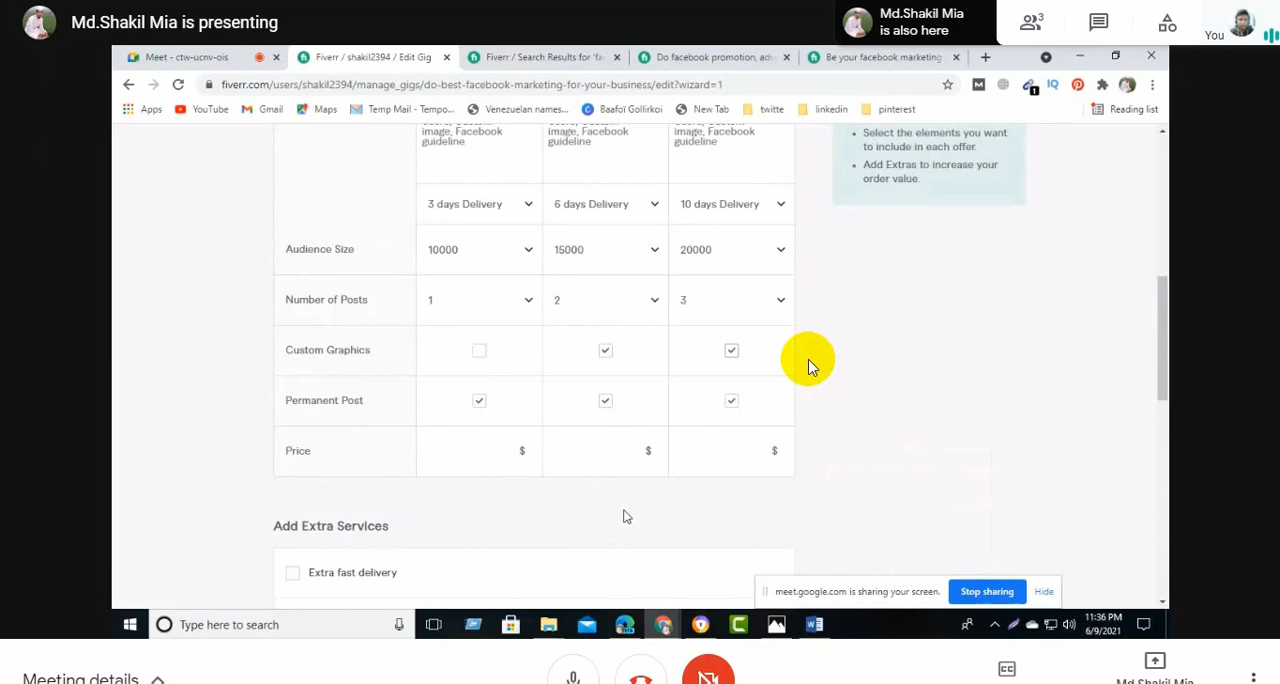 Md.Shakil Mia is presenting
Md.Shakil Mia
is also here
3
You
Meet - ctw-ucnv-ois
Fiverr / shakil2394 / Edit Gig
Fiverr / Search Results for 'fa
Do facebook promotion, adv
Be your facebook marketing
fiverr.com/users/shakil2394/manage_gigs/do-best-facebook-marketing-for-your-business/edit?wizard=1
Apps
YouTube
Gmail
Maps
Temp Mail - Tempo...
Venezuelan names...
Baafoï Gollirkoi
New Tab
twitte
linkedin
pinterest
Reading list
image, Facebook
guideline
image, Facebook
guideline
image, Facebook
guideline
• Select the elements you want
to include in each offer.
• Add Extras to increase your
order value.
3 days Delivery
6 days Delivery
10 days Delivery
Audience Size
10000
15000
20000
Number of Posts
1
2
3
Custom Graphics
Permanent Post
Price
$
$
$
Add Extra Services
Extra fast delivery
meet.google.com is sharing your screen.
Stop sharing
Hide
Type here to search
11:36 PM
6/9/2021
Meeting details
Md.Shakil Mia